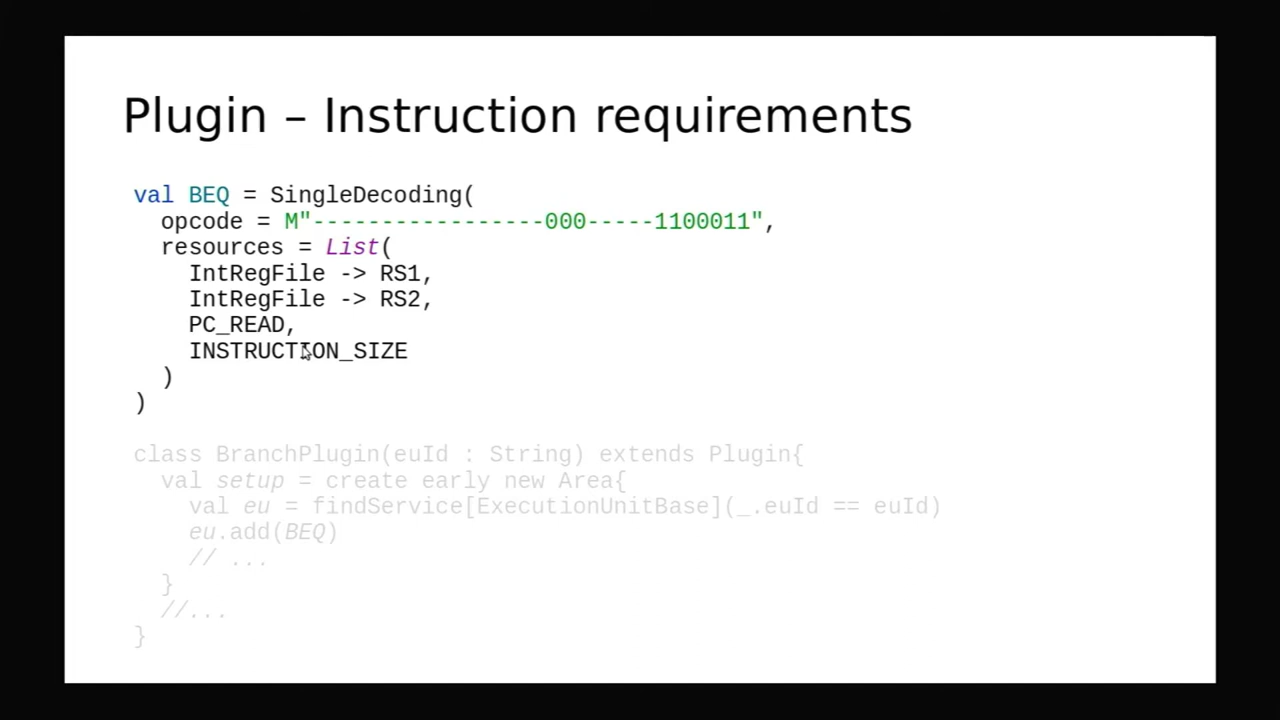 Plugin – Instruction requirements
val BEQ = SingleDecoding(
  opcode = M"-----------------000-----1100011",
  resources = List(
    IntRegFile -> RS1,
    IntRegFile -> RS2,
    PC_READ,
    INSTRUCTION_SIZE
  )
)
class BranchPlugin(euId : String) extends Plugin{
  val setup = create early new Area{
    val eu = findService[ExecutionUnitBase](_.euId == euId)
    eu.add(BEQ)
    // ...
  }
  //...
}